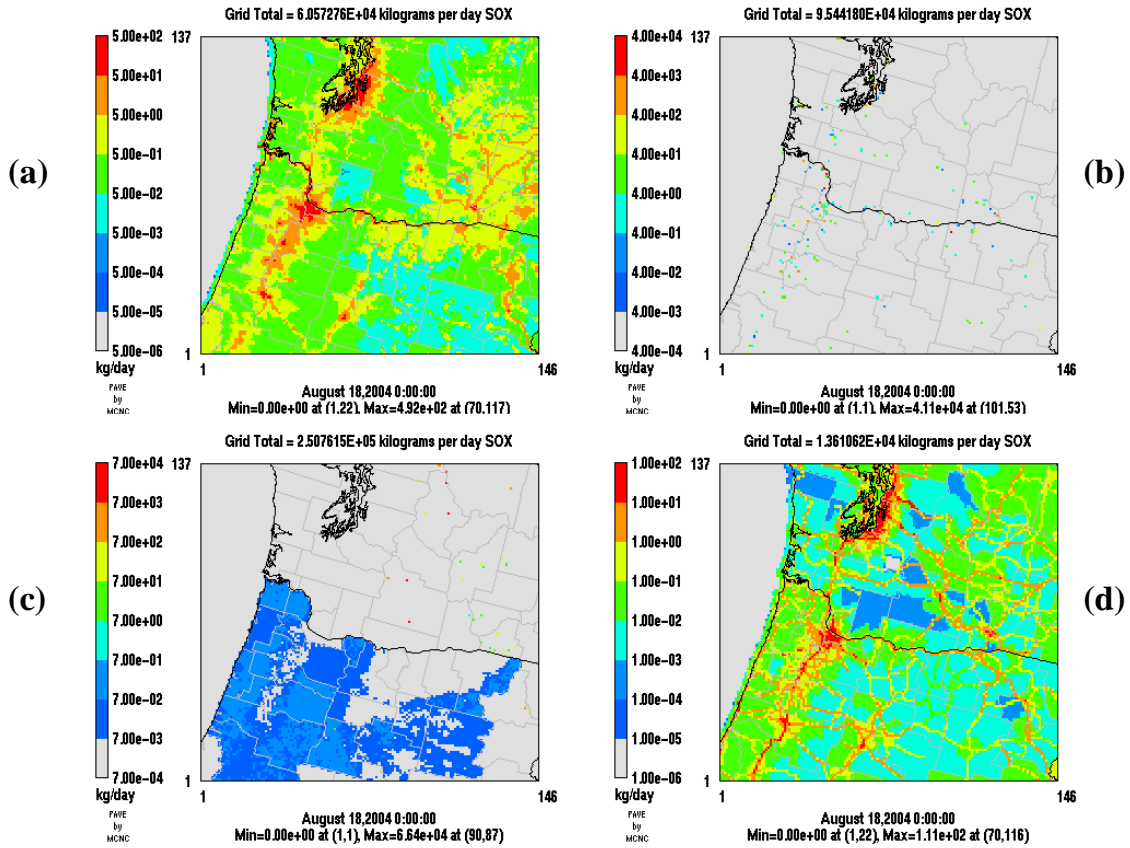 Grid Total = 6.057276E+04 kilograms per day SOX
(a)
137
5.00e+02
5.00e+01
5.00e+00
5.00e−01
5.00e−02
5.00e−03
5.00e−04
5.00e−05
5.00e−06
kg/day
PAVE
by
MCNC
1
1
146
August 18,2004 0:00:00
Min=0.00e+00 at (1,22), Max=4.92e+02 at (70,117)
Grid Total = 9.544180E+04 kilograms per day SOX
(b)
137
4.00e+04
4.00e+03
4.00e+02
4.00e+01
4.00e+00
4.00e−01
4.00e−02
4.00e−03
4.00e−04
kg/day
PAVE
by
MCNC
1
1
146
August 18,2004 0:00:00
Min=0.00e+00 at (1,1), Max=4.11e+04 at (101,53)
Grid Total = 2.507615E+05 kilograms per day SOX
(c)
137
7.00e+04
7.00e+03
7.00e+02
7.00e+01
7.00e+00
7.00e−01
7.00e−02
7.00e−03
7.00e−04
kg/day
PAVE
by
MCNC
1
1
146
August 18,2004 0:00:00
Min=0.00e+00 at (1,1), Max=6.64e+04 at (90,87)
Grid Total = 1.361062E+04 kilograms per day SOX
(d)
137
1.00e+02
1.00e+01
1.00e+00
1.00e−01
1.00e−02
1.00e−03
1.00e−04
1.00e−05
1.00e−06
kg/day
PAVE
by
MCNC
1
1
146
August 18,2004 0:00:00
Min=0.00e+00 at (1,22), Max=1.11e+02 at (70,116)